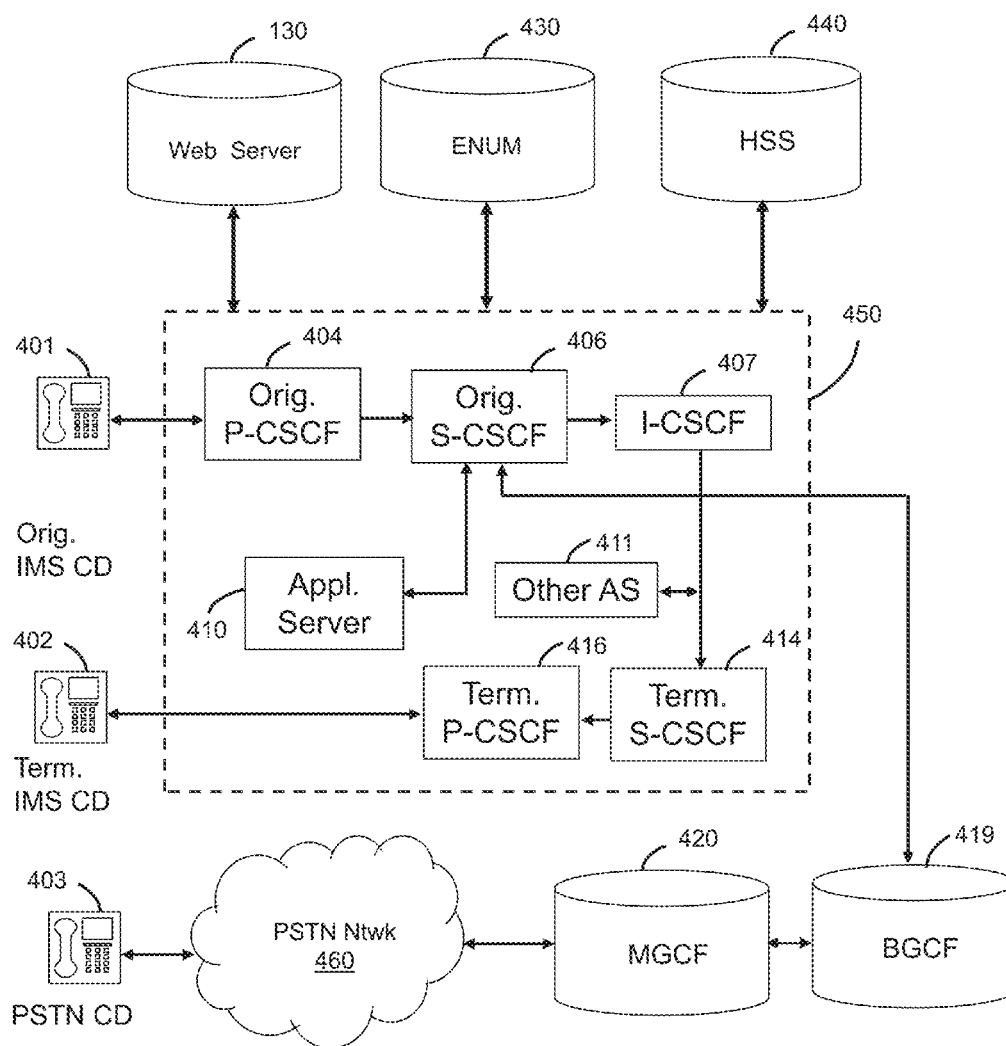 130
430
440
Web Server
ENUM
HSS
450
401
404
406
407
Orig.
P-CSCF
Orig.
S-CSCF
I-CSCF
Orig.
IMS CD
411
Appl.
Server
Other AS
410
402
416
414
Term.
P-CSCF
Term.
S-CSCF
Term.
IMS CD
420
419
403
PSTN Ntwk
460
MGCF
BGCF
PSTN CD